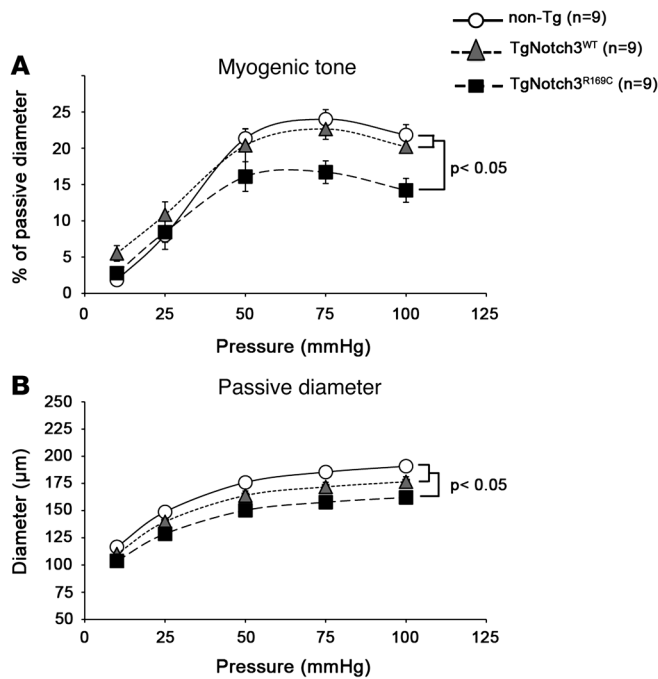 non-Tg (n=9)
TgNotch3WT (n=9)
TgNotch3R169C (n=9)
A
Myogenic tone
% of passive diameter
25
20
15
10
5
0
0 25 50 75 100 125
p< 0.05
Pressure (mmHg)
B
Passive diameter
Diameter (μm)
250
225
200
175
150
125
100
75
50
0 25 50 75 100 125
p< 0.05
Pressure (mmHg)